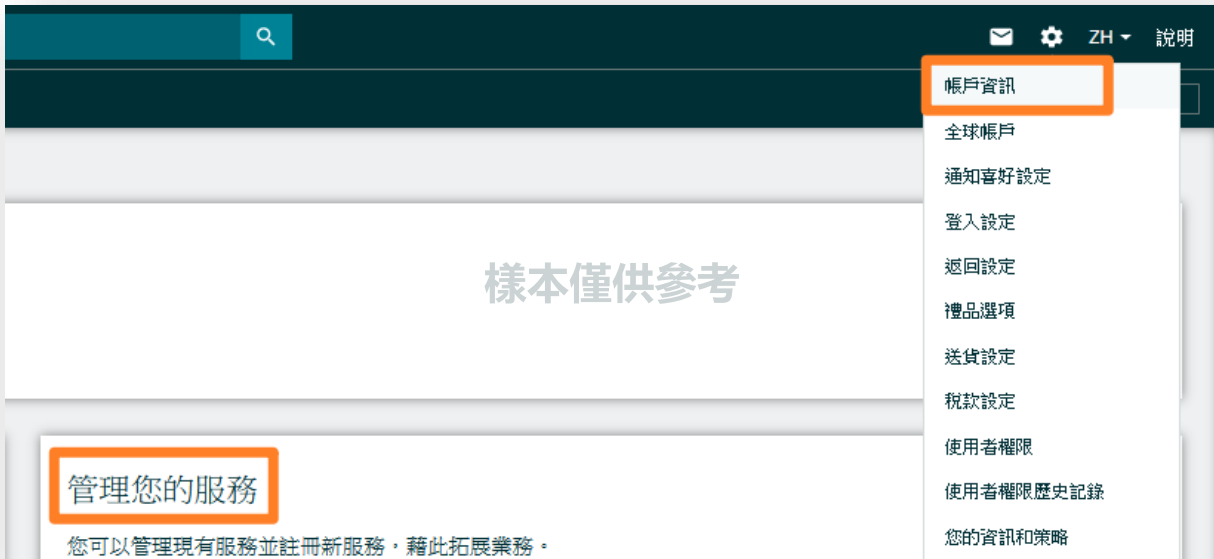 ZH 說明
帳戶資訊
全球帳戶
通知喜好設定
登入設定
返回設定
禮品選項
送貨設定
稅款設定
使用者權限
使用者權限歷史記錄
您的資訊和策略
樣本僅供參考
管理您的服務
您可以管理現有服務並註冊新服務，藉此拓展業務。